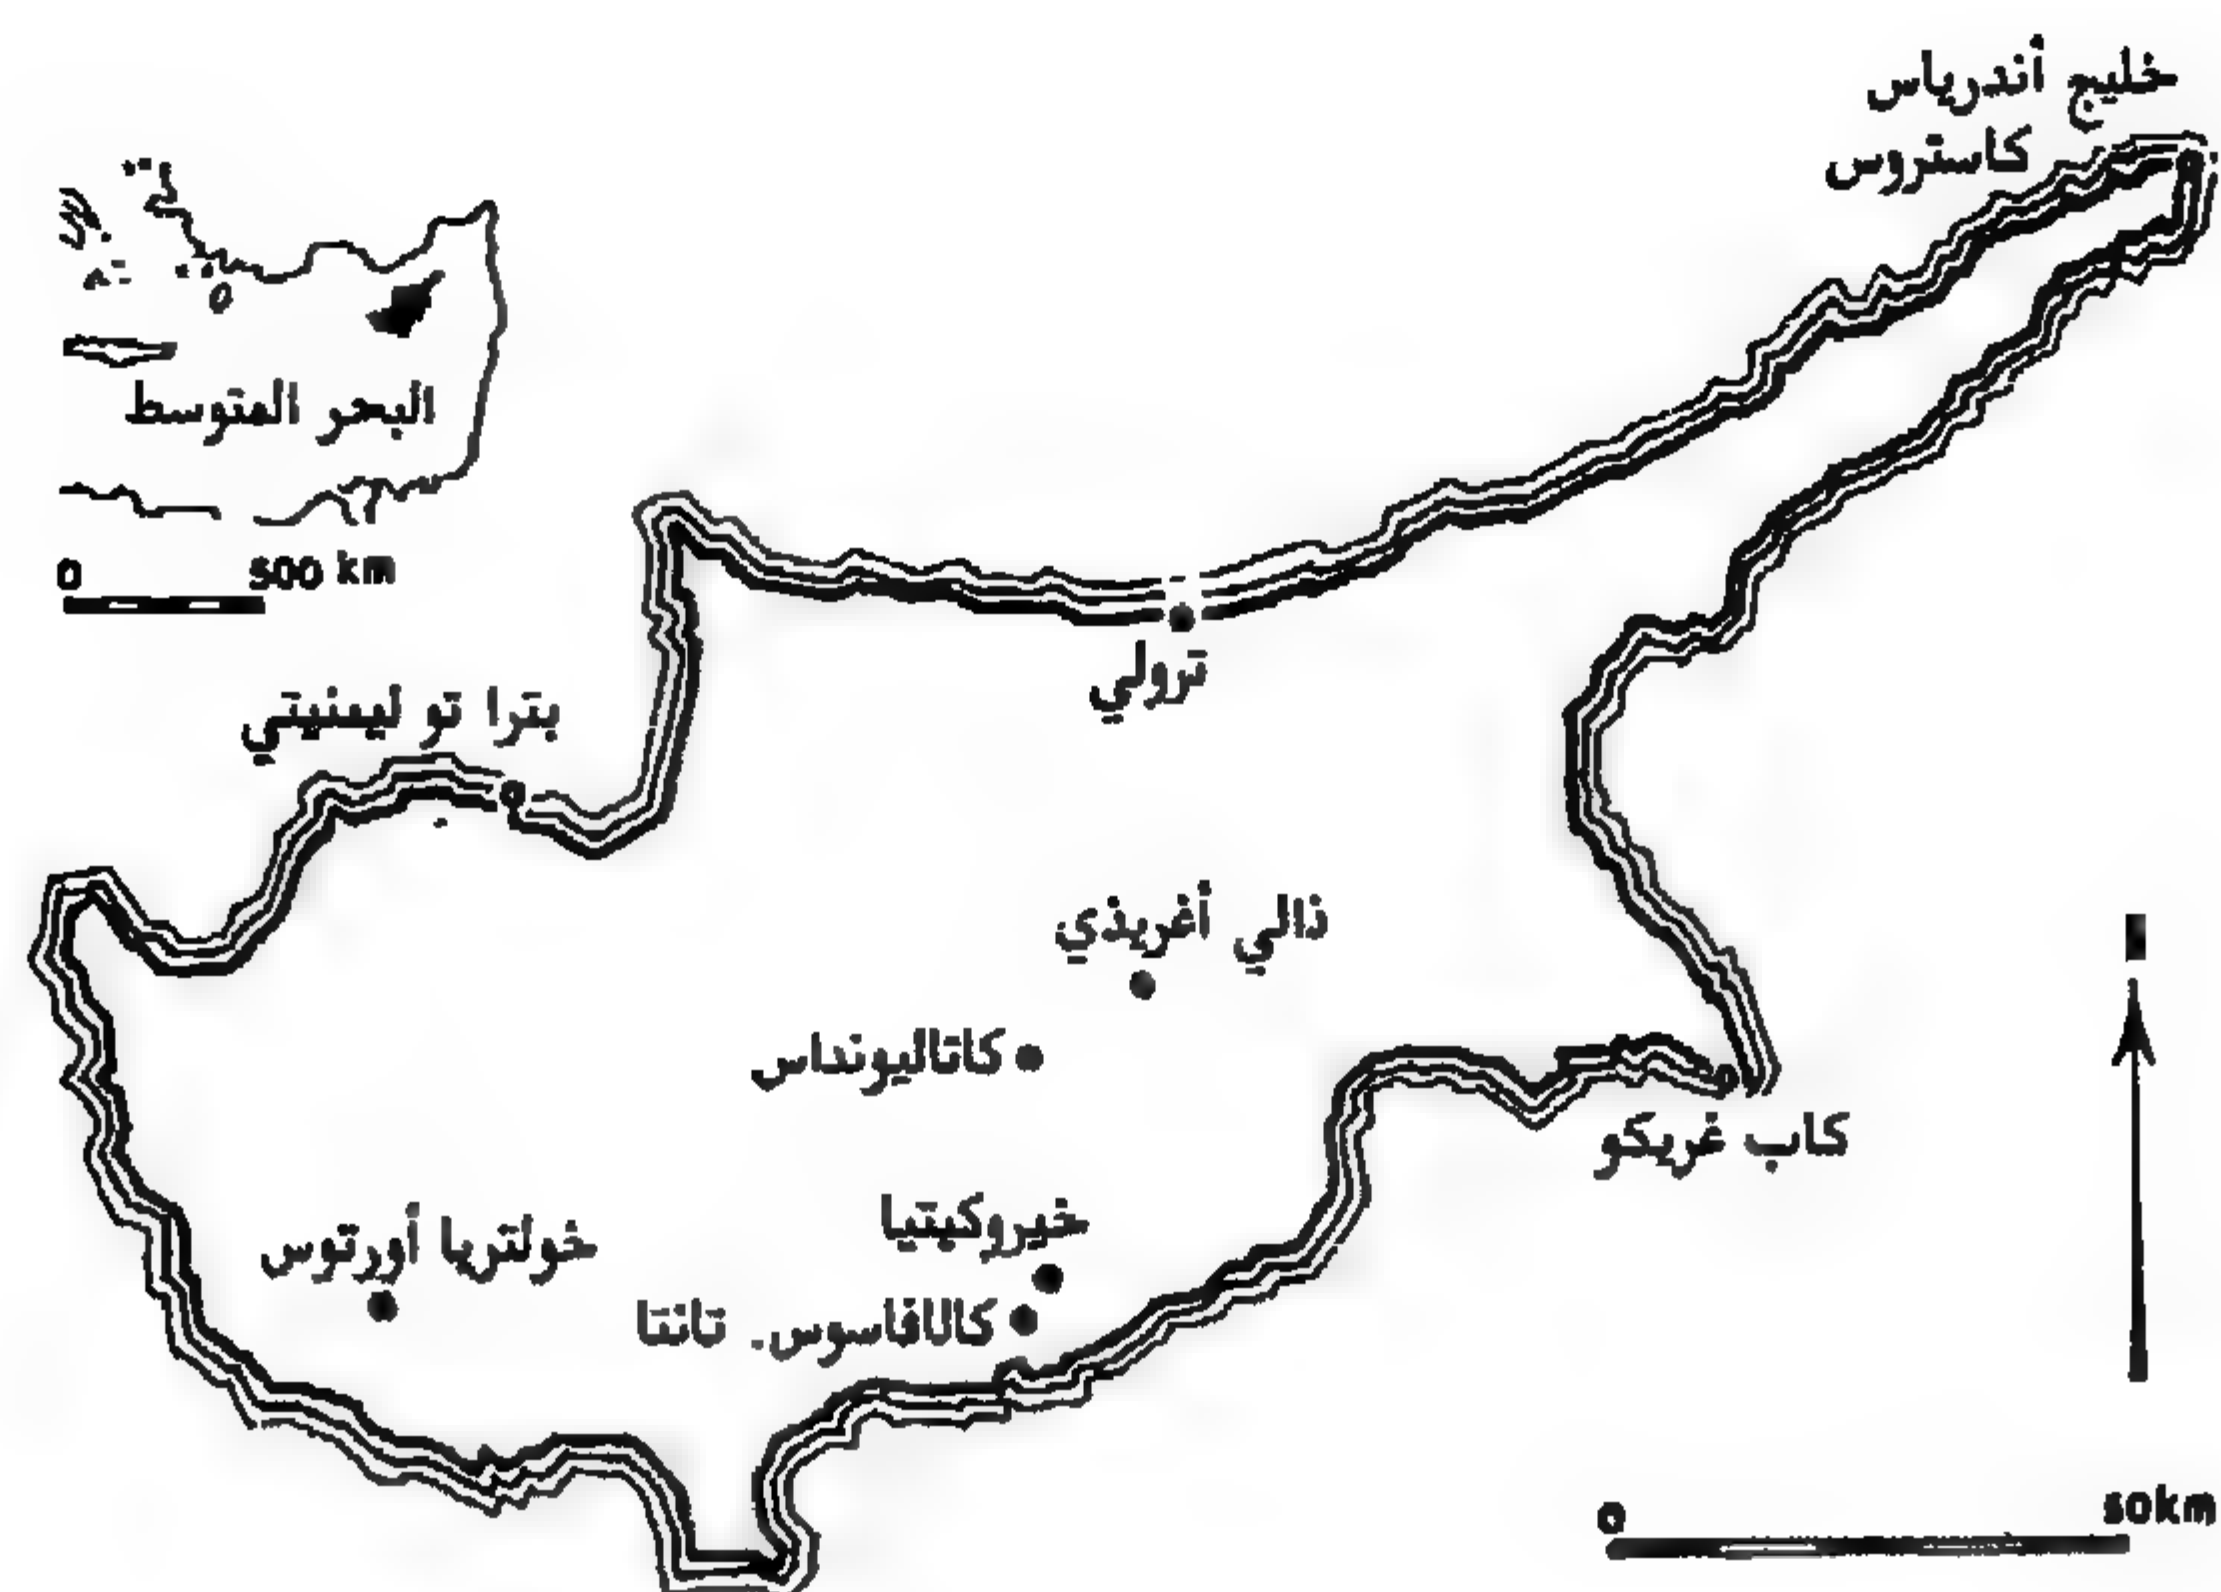 خليج أندرياس
كاستروس
البحر المتوسط
0 500 km
بترا تو ليمنيتي
ترولي
ذالي أغريذي
كاتاليونداس
كاب غريكو
خيروكيتيا
خولتريا أورتوس
كالافاسوس. تانتا
0 50km